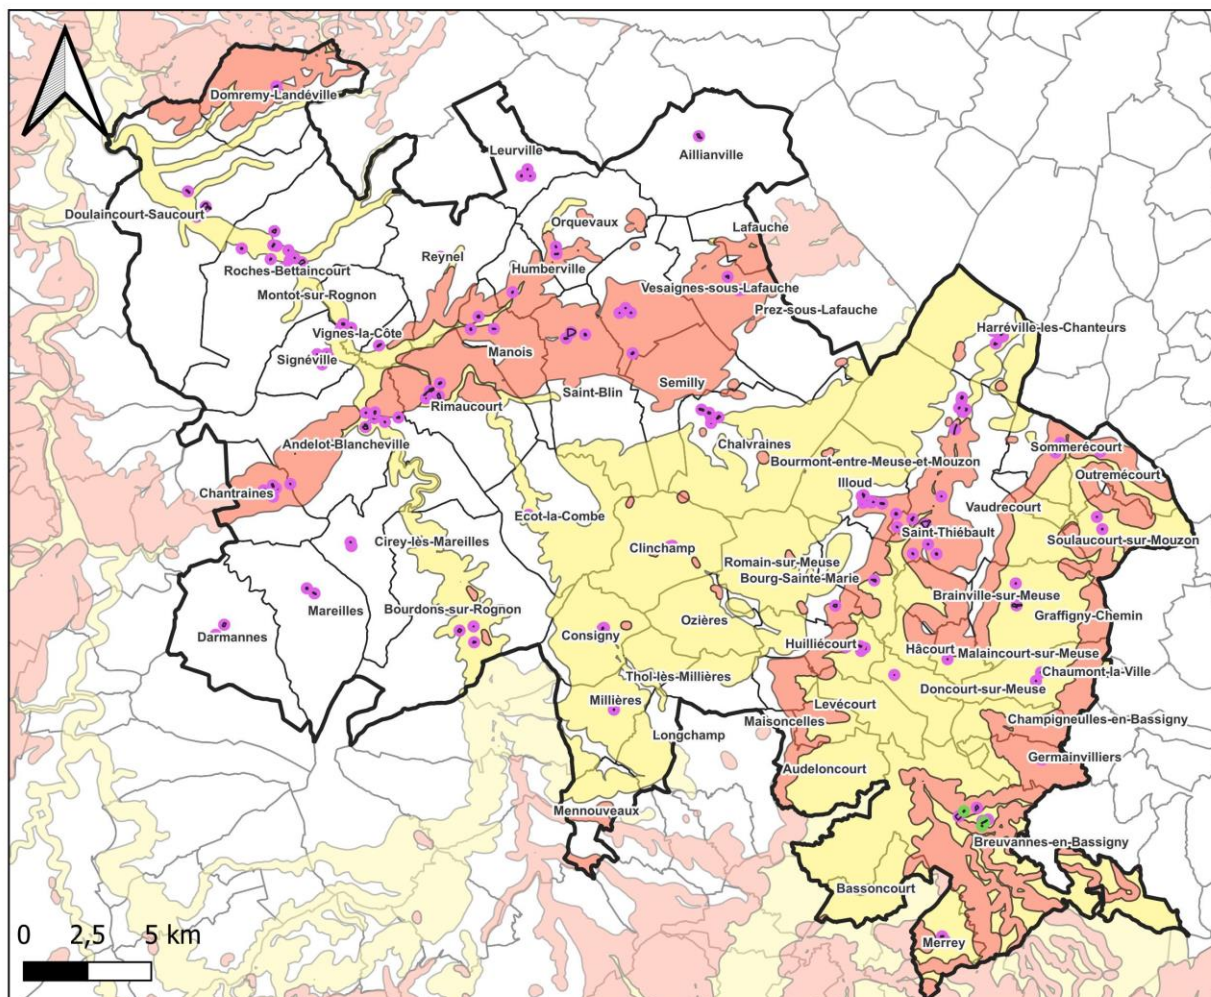 Domremy-Landéville
Leurville
Aillianville
Doulaincourt-Saucourt
Orquevaux
Lafauche
Reynel
Humberville
Roches-Bettaincourt
Vesaignes-sous-Lafauche
Montot-sur-Rognon
Prez-sous-Lafauche
Harréville-les-Chanteurs
Vignes-la-Côte
Manois
Signéville
Semilly
Saint-Blin
Rimaucourt
Andelot-Blancheville
Chalvraines
Sommerécourt
Bourmont-entre-Meuse-et-Mouzon
Outremécourt
Illoud
Chantraines
Vaudrecourt
Ecot-la-Combe
Saint-Thiébault
Cirey-lès-Mareilles
Soulaucourt-sur-Mouzon
Clinchamp
Romain-sur-Meuse
Bourg-Sainte-Marie
Brainville-sur-Meuse
Mareilles
Bourdons-sur-Rognon
Graffigny-Chemin
Ozières
Darmannes
Consigny
Huilliécourt
Hâcourt
Malaincourt-sur-Meuse
Chaumont-la-Ville
Thol-lès-Millières
Doncourt-sur-Meuse
Millières
Levécourt
Maisoncelles
Champigneulles-en-Bassigny
Longchamp
Germainvilliers
Audeloncourt
Mennouveaux
Breuvannes-en-Bassigny
Bassoncourt
0 2,5 5 km
Merrey